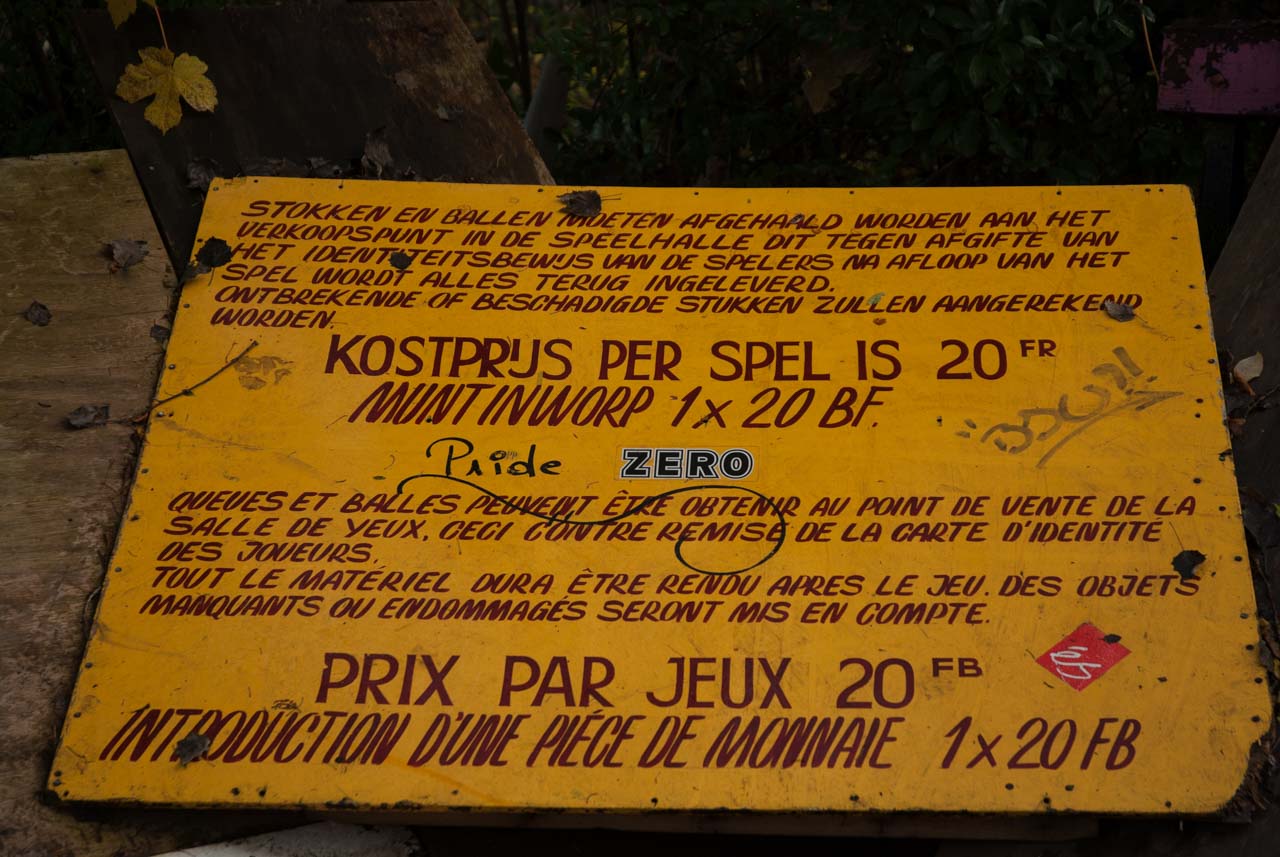 STOKKEN EN BALLEN MOETEN AFGEHAALD WORDEN AAN HET
VERKOOPSPUNT IN DE SPEELHALLE DIT TEGEN AFGIFTE VAN
HET IDENTITEITSBEWIJS VAN DE SPELERS NA AFLOOP VAN HET
SPEL WORDT ALLES TERUG INGELEVERD.
ONTBREKENDE OF BESCHADIGDE STUKKEN ZULLEN AANGEREKEND
WORDEN.
KOSTPRIJS PER SPEL IS 20 FR
MUNTINWORP 1x20 BF.
Pride ZERO
QUEUES ET BALLES PEUVENT ÊTRE OBTENIR AU POINT DE VENTE DE LA
SALLE DE YEUX, CECI CONTRE REMISE DE LA CARTE D'IDENTITÉ
DES JOUEURS.
TOUT LE MATÉRIEL DURA ÊTRE RENDU APRES LE JEU. DES OBJETS
MANQUANTS OU ENDOMMAGÉS SERONT MIS EN COMPTE.
PRIX PAR JEUX 20 FB
INTRODUCTION D'UNE PIÉCE DE MONNAIE 1x20 FB